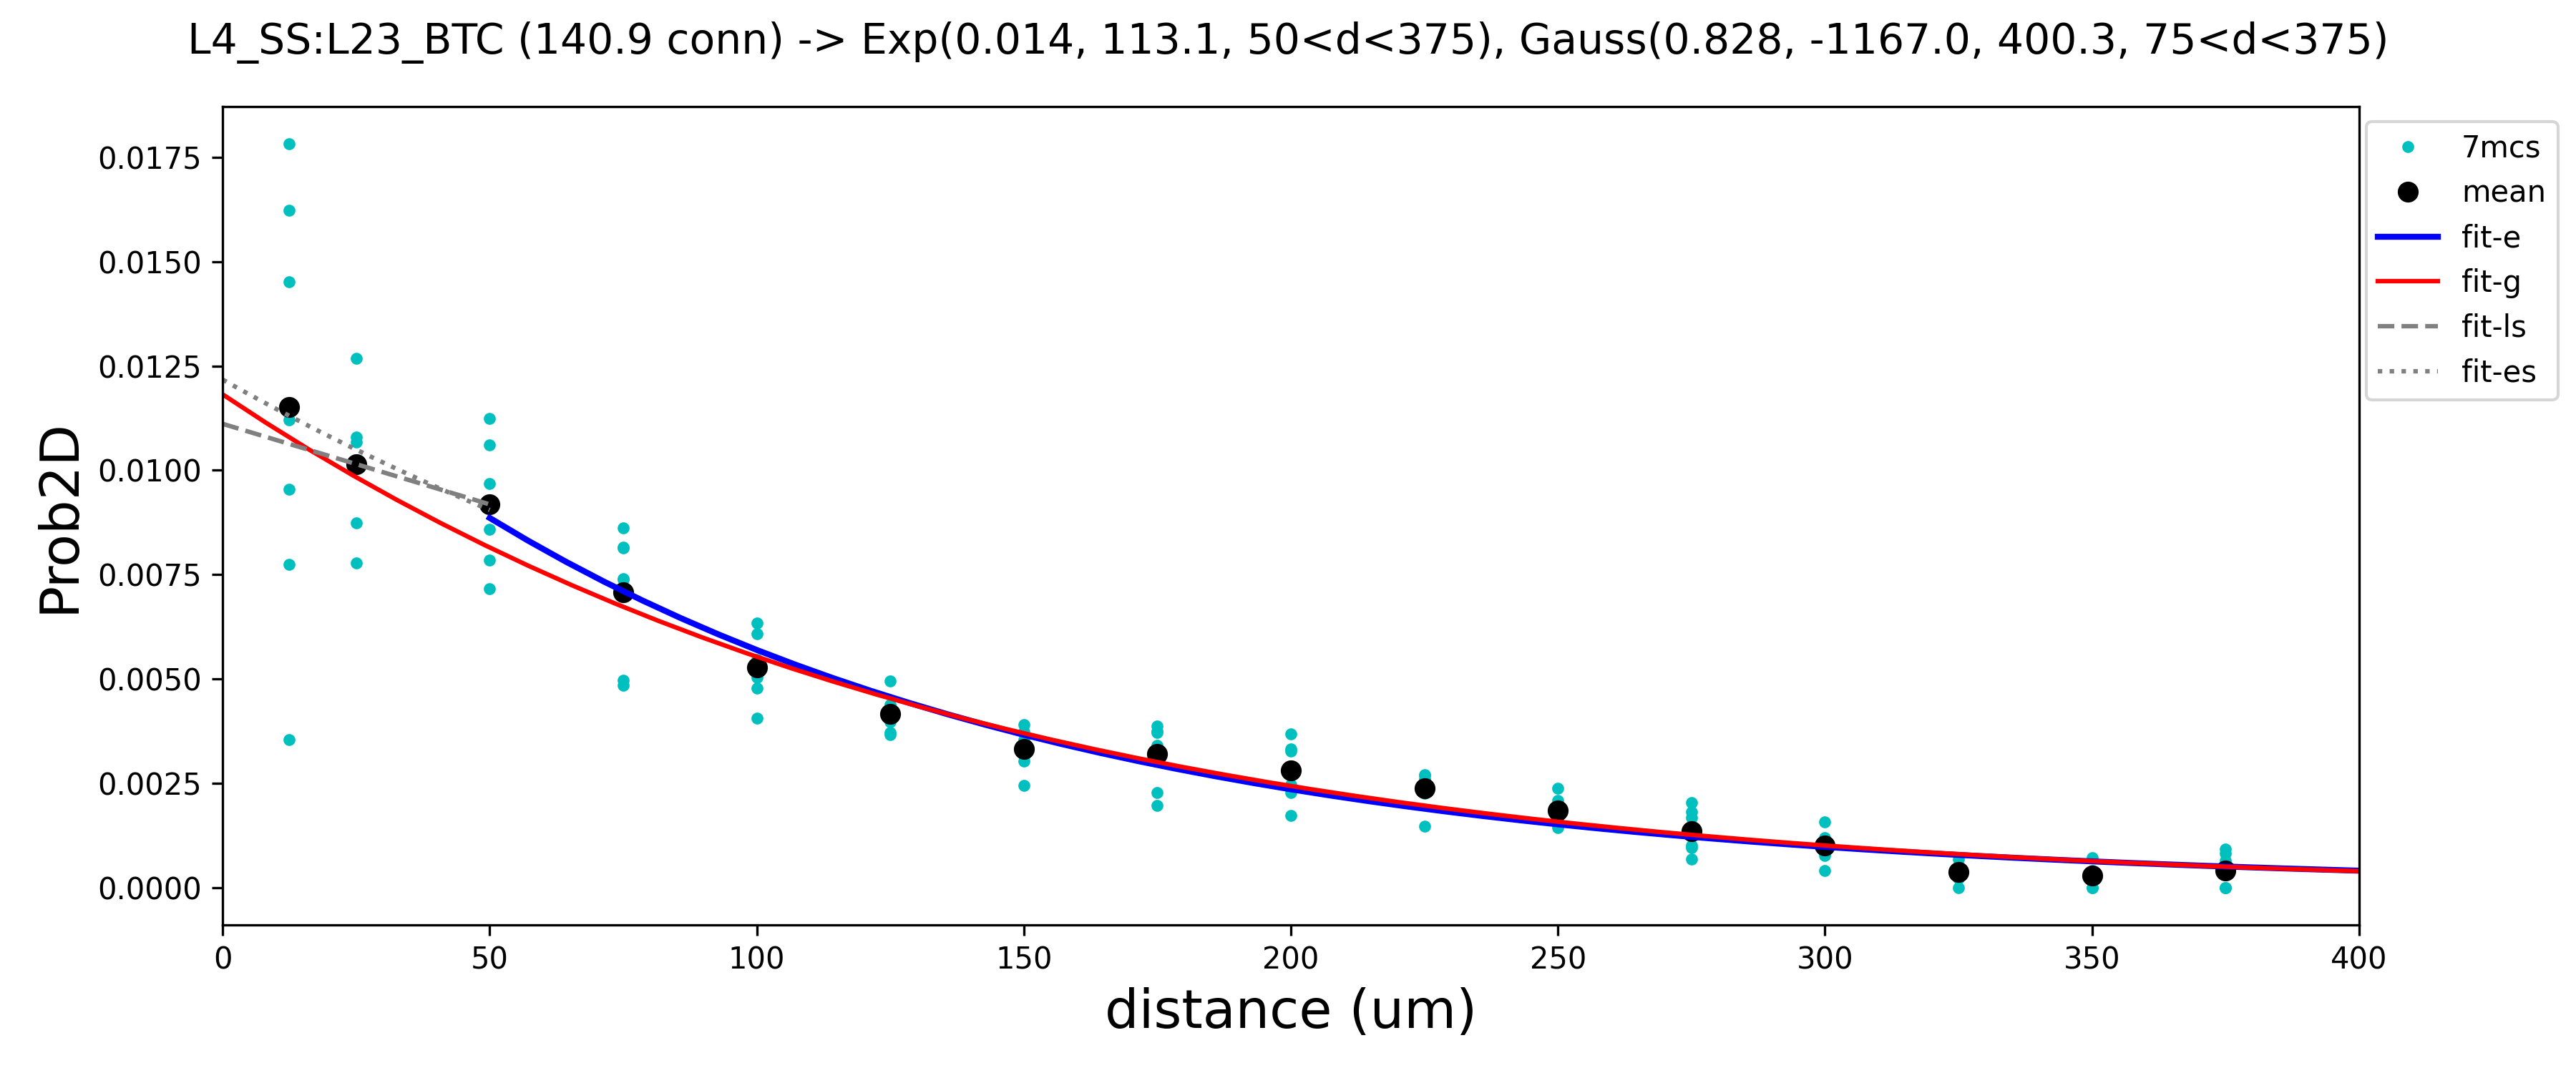 L4_SS:L23_BTC (140.9 conn) -> Exp(0.014, 113.1, 50<d<375), Gauss(0.828, -1167.0, 400.3, 75<d<375)
0.0175
0.0150
0.0125
0.0100
0.0075
0.0050
0.0025
0.0000
Prob2D
0 50 100 150 200 250 300 350 400
distance (um)
7mcs
mean
fit-e
fit-g
fit-ls
fit-es